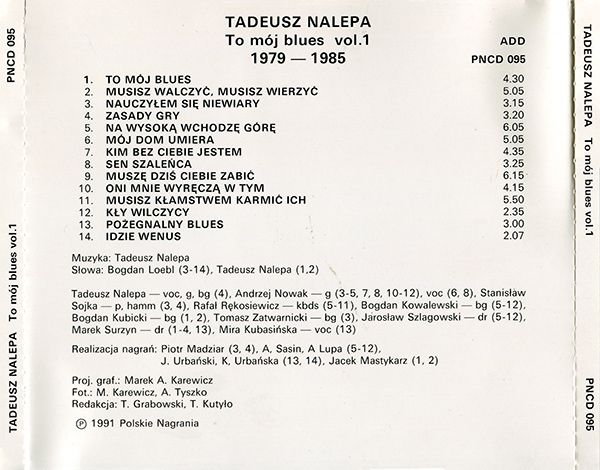 TADEUSZ NALEPA
To mój blues vol.1
1979 — 1985
ADD
PNCD 095
1. TO MÓJ BLUES 4.30
2. MUSISZ WALCZYĆ, MUSISZ WIERZYĆ 5.05
3. NAUCZYŁEM SIĘ NIEWIARY 3.15
4. ZASADY GRY 3.20
5. NA WYSOKĄ WCHODZĘ GÓRĘ 6.05
6. MÓJ DOM UMIERA 5.05
7. KIM BEZ CIEBIE JESTEM 4.35
8. SEN SZALEŃCA 3.25
9. MUSZĘ DZIŚ CIEBIE ZABIĆ 6.15
10. ONI MNIE WYRĘCZĄ W TYM 4.15
11. MUSISZ KŁAMSTWEM KARMIĆ ICH 5.50
12. KŁY WILCZYCY 2.35
13. POŻEGNALNY BLUES 3.00
14. IDZIE WENUS 2.07
Muzyka: Tadeusz Nalepa
Słowa: Bogdan Loebl (3-14), Tadeusz Nalepa (1,2)
Tadeusz Nalepa — voc, g, bg (4), Andrzej Nowak — g (3-5, 7, 8, 10-12), voc (6, 8), Stanisław
Sojka — p, hamm (3, 4), Rafał Rękosiewicz — kbds (5-11), Bogdan Kowalewski — bg (5-12),
Bogdan Kubicki — bg (1, 2), Tomasz Zatwarnicki — bg (3), Jarosław Szlagowski — dr (5-12),
Marek Surzyn — dr (1-4, 13), Mira Kubasińska — voc (13)
Realizacja nagrań: Piotr Madziar (3, 4), A, Sasin, A Lupa (5-12),
J. Urbański, K, Urbańska (13, 14), Jacek Mastykarz (1, 2)
Proj. graf.: Marek A. Karewicz
Fot.: M. Karewicz, A. Tyszko
Redakcja: T. Grabowski, T. Kutyło
Ⓟ 1991 Polskie Nagrania
PNCD 095
TADEUSZ NALEPA To mój blues vol.1
TADEUSZ NALEPA To mój blues vol.1
PNCD 095